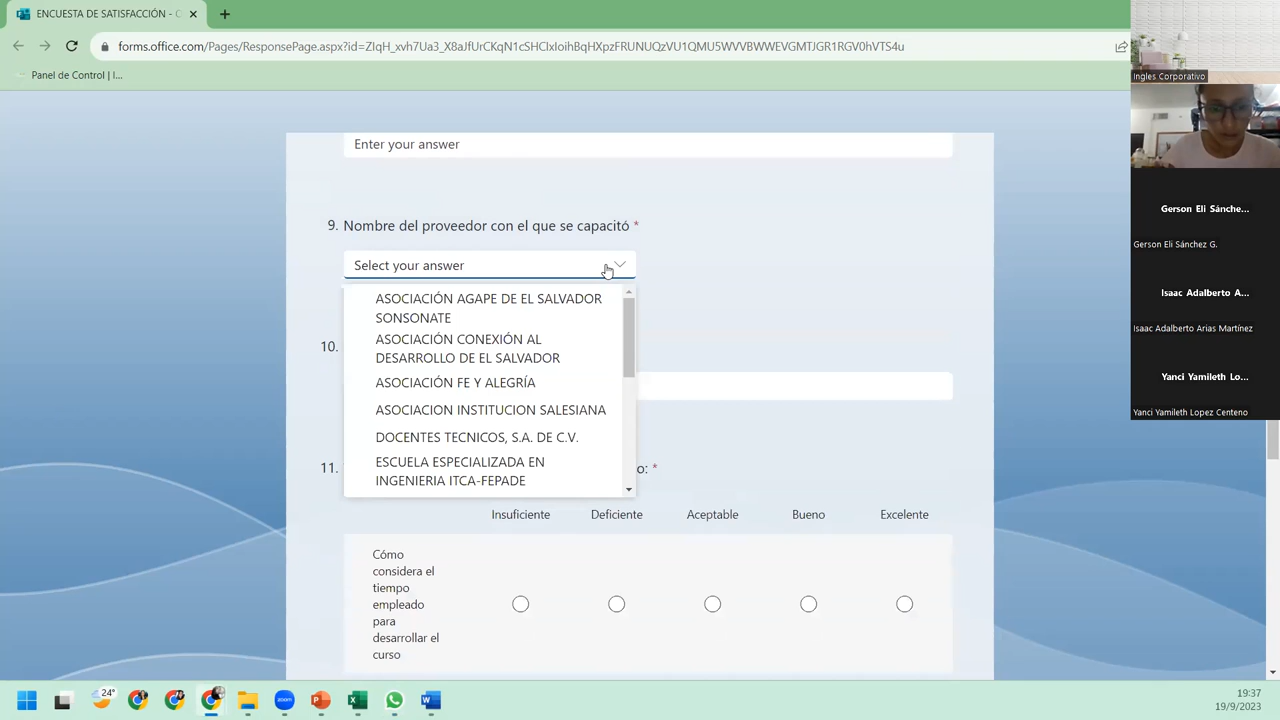 ENCUESTA DE SATISFACCIÓN - C
forms.office.com/Pages/ResponsePage.aspx?id=
Panel de Control | I...
Enter your answer
9. Nombre del proveedor con el que se capacitó *
Select your answer
ASOCIACIÓN AGAPE DE EL SALVADOR
SONSONATE
ASOCIACIÓN CONEXIÓN AL
DESARROLLO DE EL SALVADOR
ASOCIACIÓN FE Y ALEGRÍA
ASOCIACION INSTITUCION SALESIANA
DOCENTES TECNICOS, S.A. DE C.V.
ESCUELA ESPECIALIZADA EN
INGENIERIA ITCA-FEPADE
10.
11.
o: *
Insuficiente Deficiente Aceptable Bueno Excelente
Cómo
considera el
tiempo
empleado
para
desarrollar el
curso
Ingles Corporativo
Gerson Eli Sánche...
Gerson Eli Sánchez G.
Isaac Adalberto A...
Isaac Adalberto Arias Martínez
Yanci Yamileth Lo...
Yanci Yamileth Lopez Centeno
24°
zoom
19:37
19/9/2023